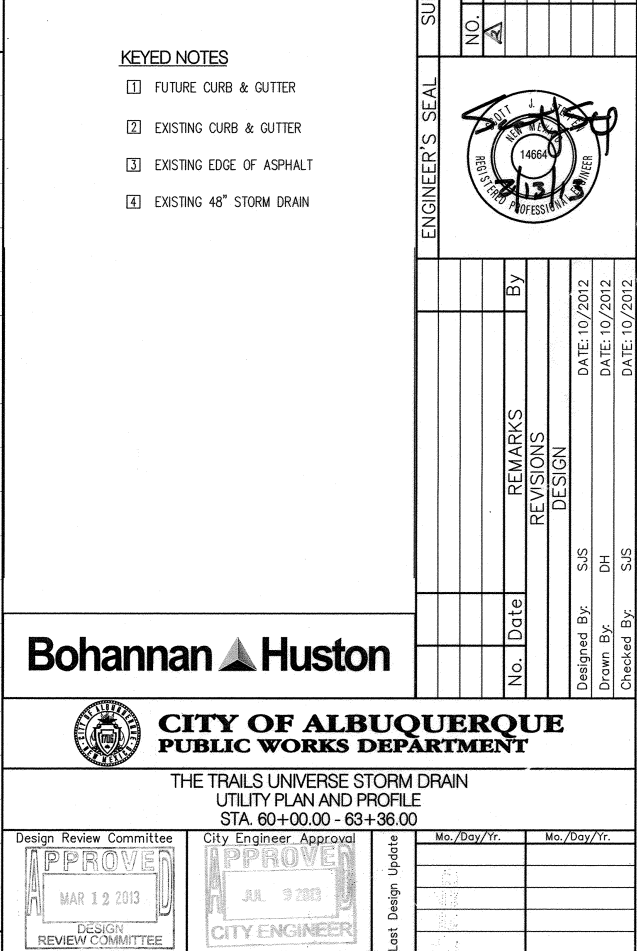 KEYED NOTES
1 FUTURE CURB & GUTTER
2 EXISTING CURB & GUTTER
3 EXISTING EDGE OF ASPHALT
4 EXISTING 48" STORM DRAIN
SU
NO.
ENGINEER'S SEAL
SCOTT J.
NEW MEXICO
14664
REGISTERED PROFESSIONAL ENGINEER
No. Date REMARKS By
REVISIONS
DESIGN
Designed By: SJS DATE: 10/2012
Drawn By: DH DATE: 10/2012
Checked By: SJS DATE: 10/2012
Bohannan Huston
CITY OF ALBUQUERQUE
PUBLIC WORKS DEPARTMENT
THE TRAILS UNIVERSE STORM DRAIN
UTILITY PLAN AND PROFILE
STA. 60+00.00 - 63+36.00
Design Review Committee
APPROVED
MAR 12 2013
DESIGN
REVIEW COMMITTEE
City Engineer Approval
APPROVED
JUL 9 2013
CITY ENGINEER
Last Design Update
Mo./Day/Yr. Mo./Day/Yr.